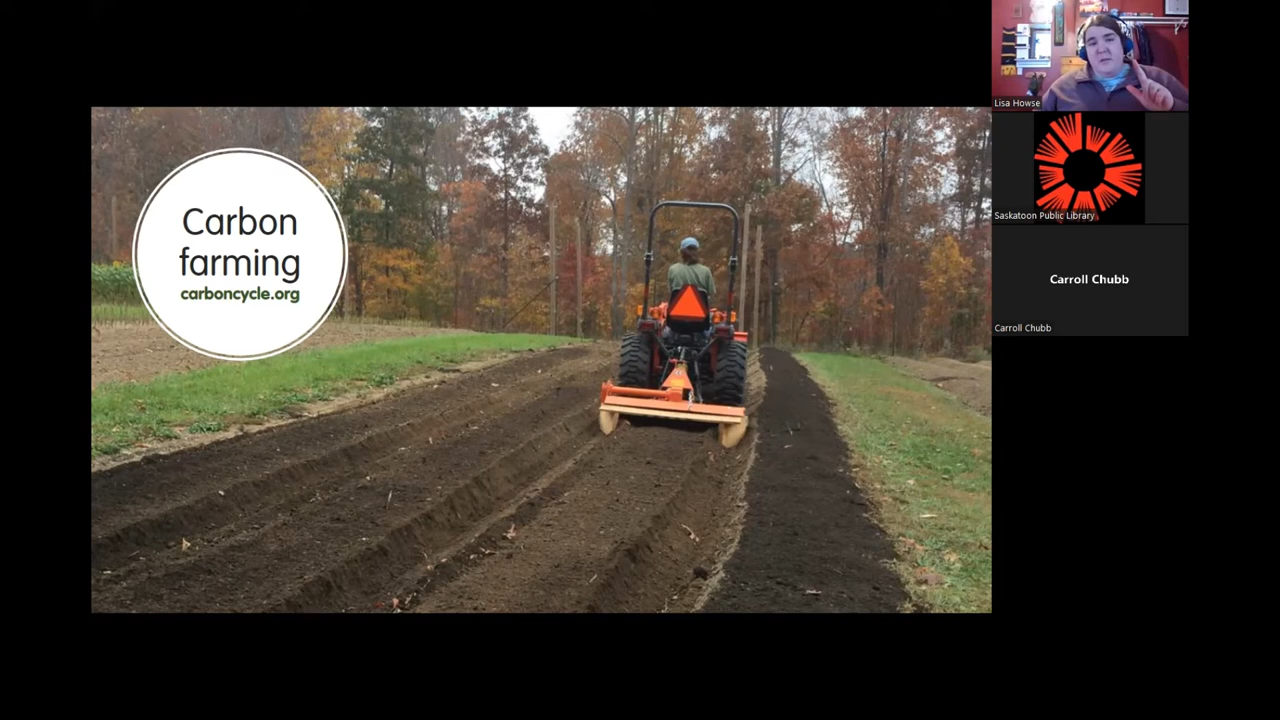 Carbon
farming
carboncycle.org
Lisa Howse
Saskatoon Public Library
Carroll Chubb
Carroll Chubb